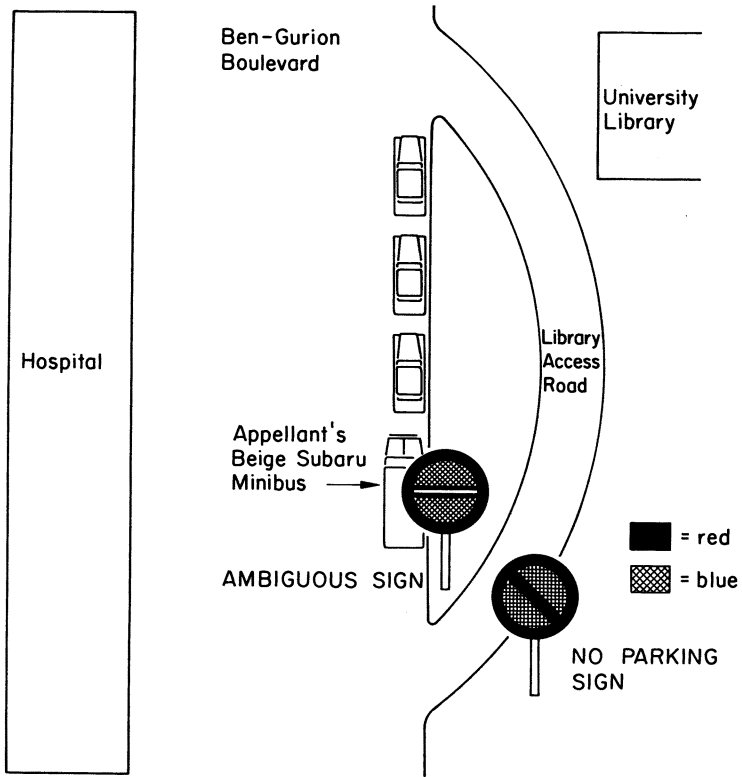 Ben-Gurion
Boulevard
University
Library
Hospital
Library
Access
Road
Appellant's
Beige Subaru
Minibus
= red
= blue
AMBIGUOUS SIGN
NO PARKING
SIGN